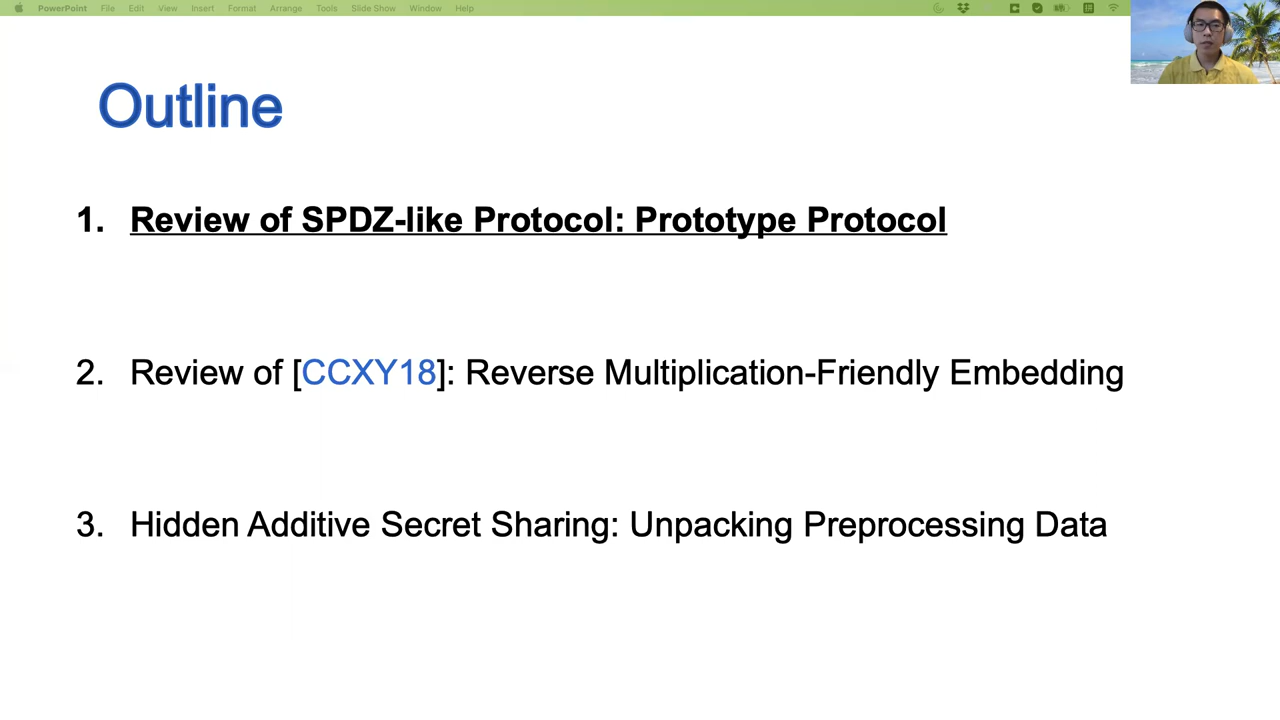 PowerPoint File Edit View Insert Format Arrange Tools Slide Show Window Help
Outline
1. Review of SPDZ-like Protocol: Prototype Protocol
2. Review of [CCXY18]: Reverse Multiplication-Friendly Embedding
3. Hidden Additive Secret Sharing: Unpacking Preprocessing Data